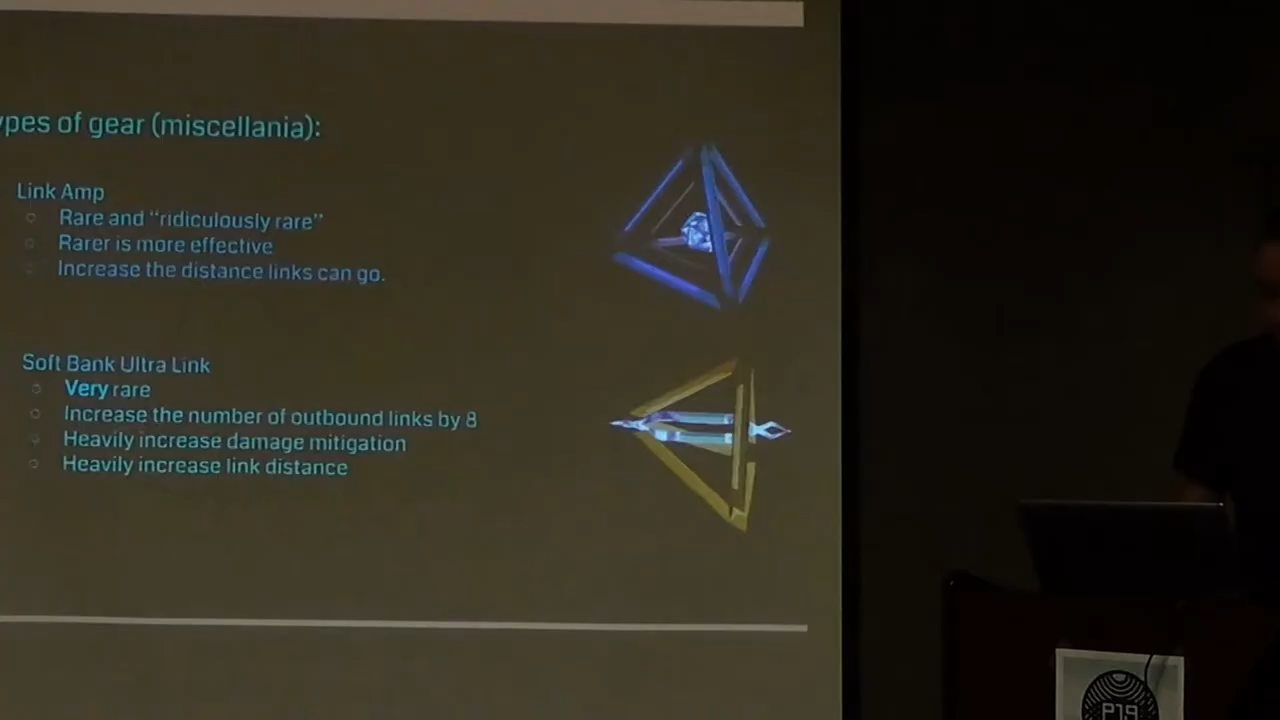 ypes of gear (miscellania):
Link Amp
Rare and “ridiculously rare”
Rarer is more effective
Increase the distance links can go.
Soft Bank Ultra Link
Very rare
Increase the number of outbound links by 8
Heavily increase damage mitigation
Heavily increase link distance
P19